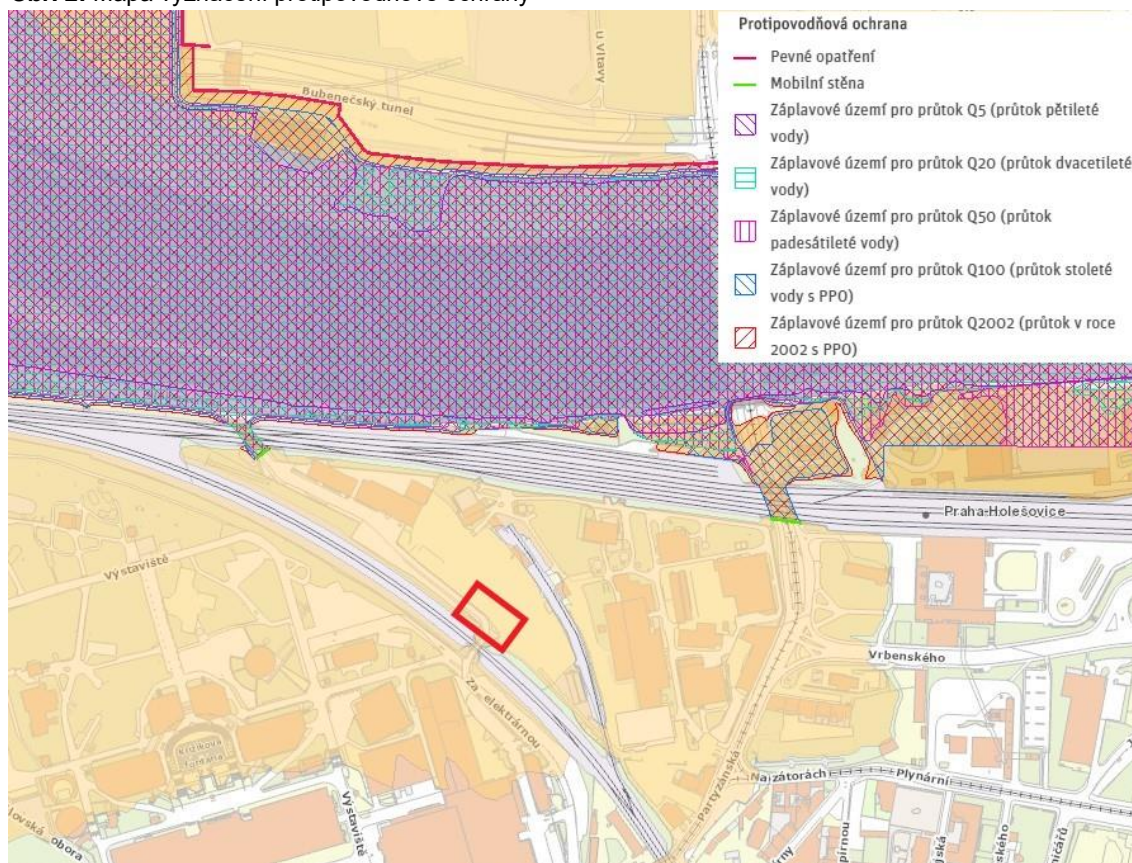 Mapa vyznačení protipovodňové ochrany
Protipovodňová ochrana
Pevné opatření
Mobilní stěna
Záplavové území pro průtok Q5 (průtok pětileté
vody)
Záplavové území pro průtok Q20 (průtok dvacetileté
vody)
Záplavové území pro průtok Q50 (průtok
padesátileté vody)
Záplavové území pro průtok Q100 (průtok stoleté
vody s PPO)
Záplavové území pro průtok Q2002 (průtok v roce
2002 s PPO)
u Vltavy
Bubenečský tunel
Praha-Holešovice
Výstaviště
Vrbenského
Za elektrárnou
Křižíkova
fontána
Partyzánská
Na zátorách
Plynární
Výstaviště
lovská obora